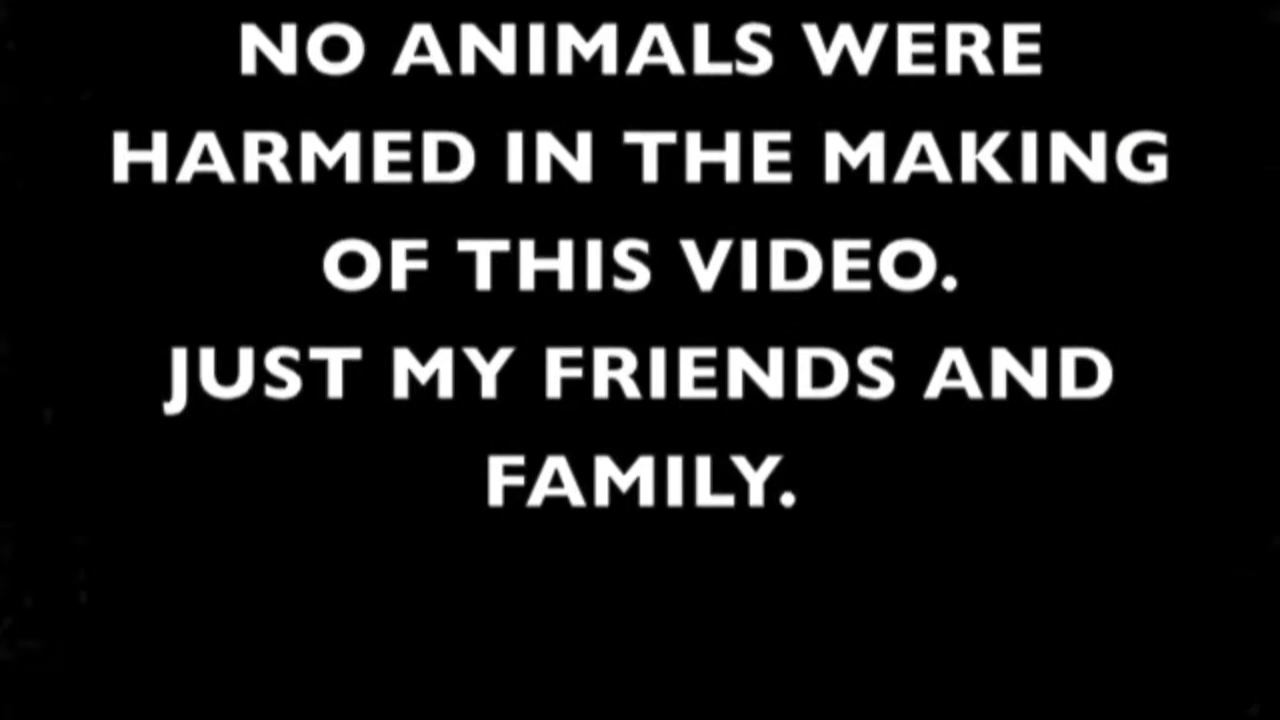 NO ANIMALS WERE
HARMED IN THE MAKING
OF THIS VIDEO.
JUST MY FRIENDS AND
FAMILY.